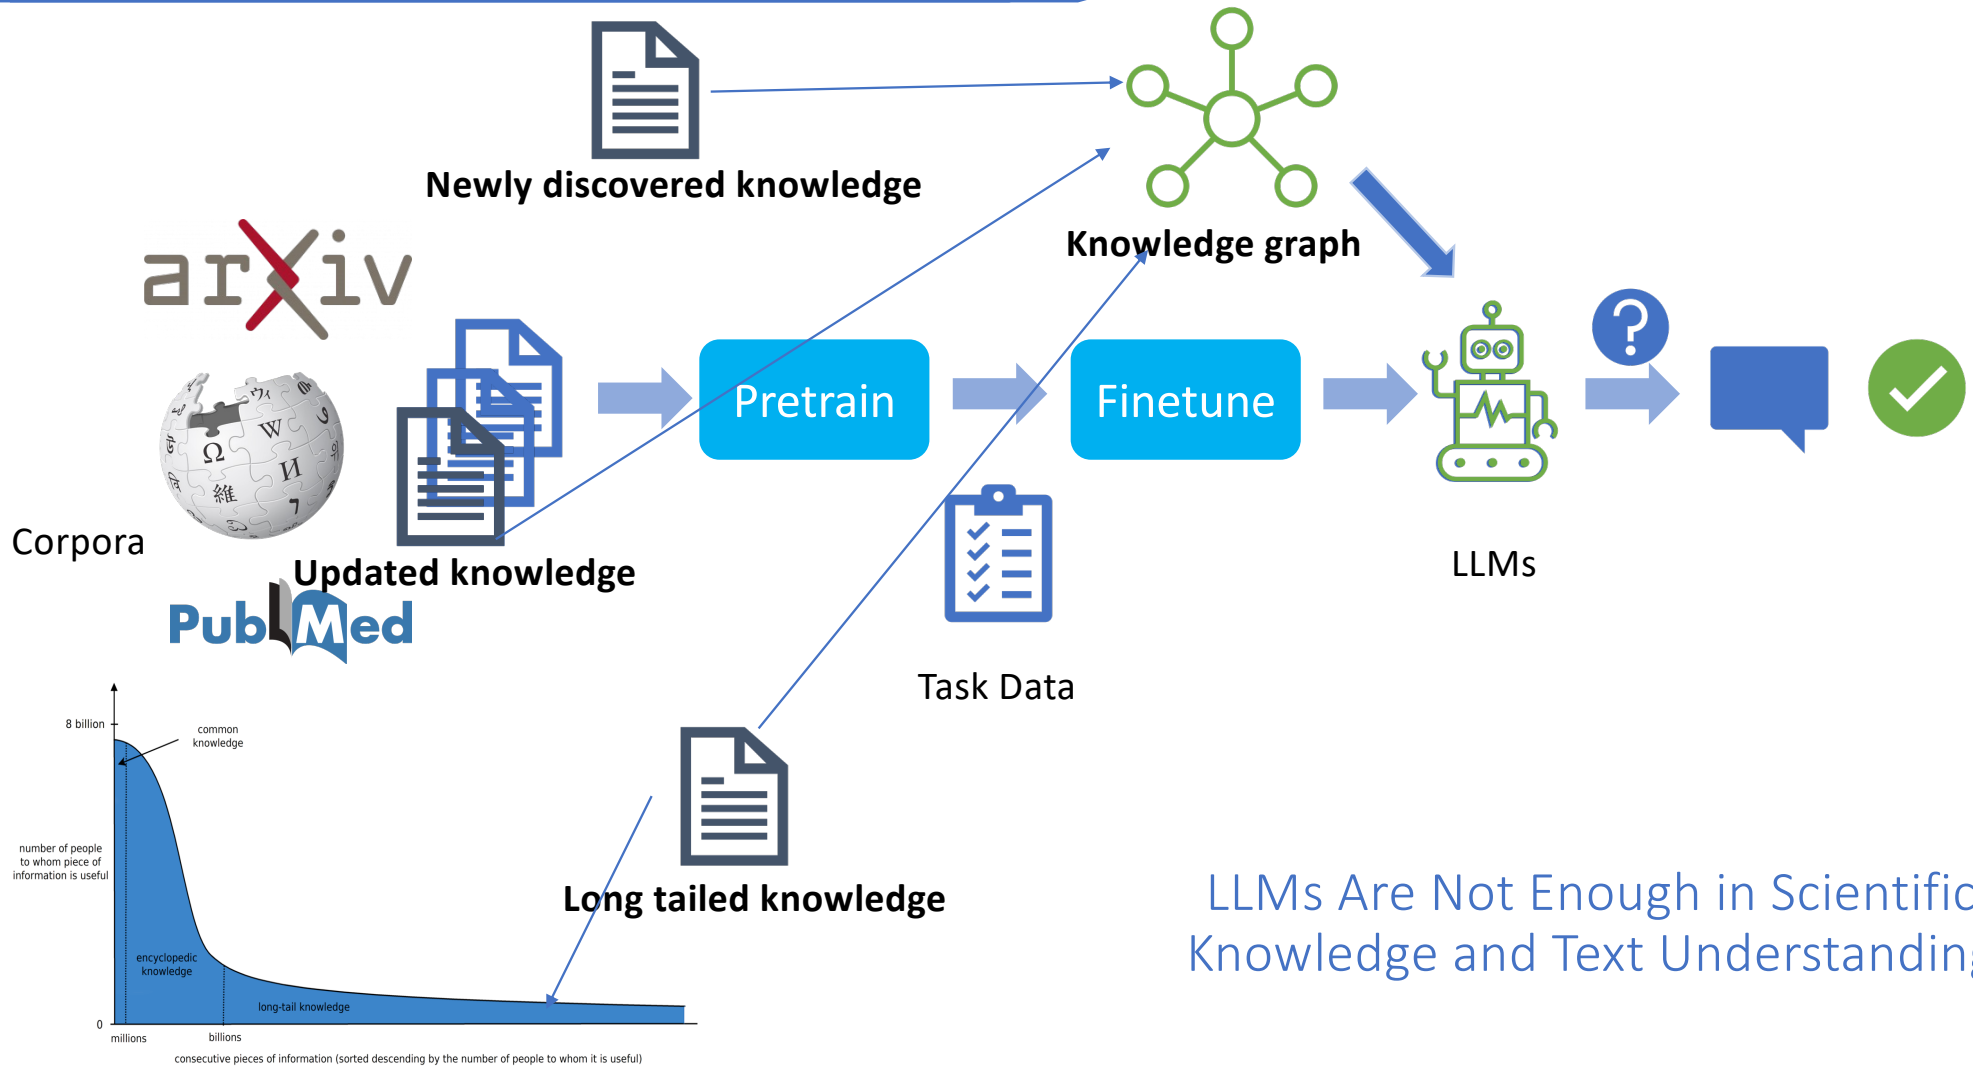 Newly discovered knowledge
Knowledge graph
arXiv
Pretrain
Finetune
?
Ω
W
И
維
Corpora
Updated knowledge
LLMs
PubMed
Task Data
8 billion
common
knowledge
number of people
to whom piece of
information is useful
Long tailed knowledge
LLMs Are Not Enough in Scientific
Knowledge and Text Understanding
encyclopedic
knowledge
long-tail knowledge
0
millions
billions
consecutive pieces of information (sorted descending by the number of people to whom it is useful)